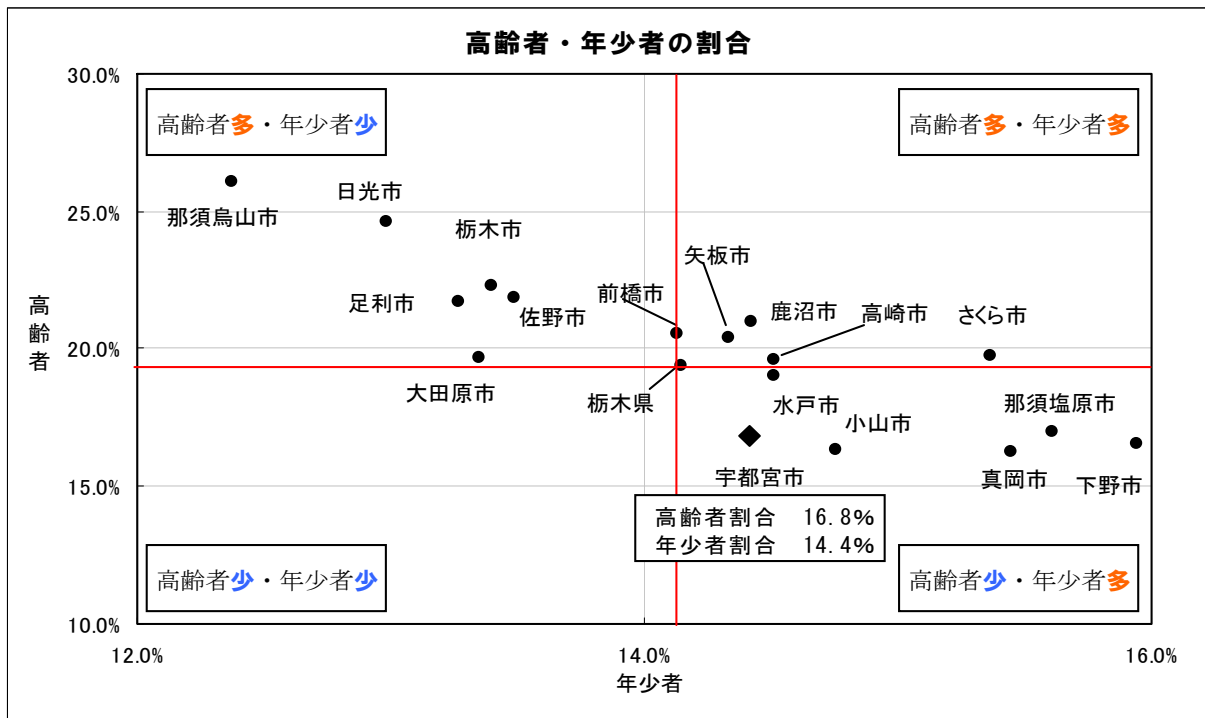 高齢者・年少者の割合
30.0%
高齢者多・年少者少
高齢者多・年少者多
日光市
25.0%
那須烏山市
栃木市
矢板市
前橋市
足利市
佐野市
鹿沼市
高崎市
さくら市
高齢者
20.0%
大田原市
栃木県
水戸市
那須塩原市
小山市
宇都宮市
真岡市
下野市
15.0%
高齢者割合 16.8%
年少者割合 14.4%
高齢者少・年少者少
高齢者少・年少者多
10.0%
12.0%
14.0%
16.0%
年少者